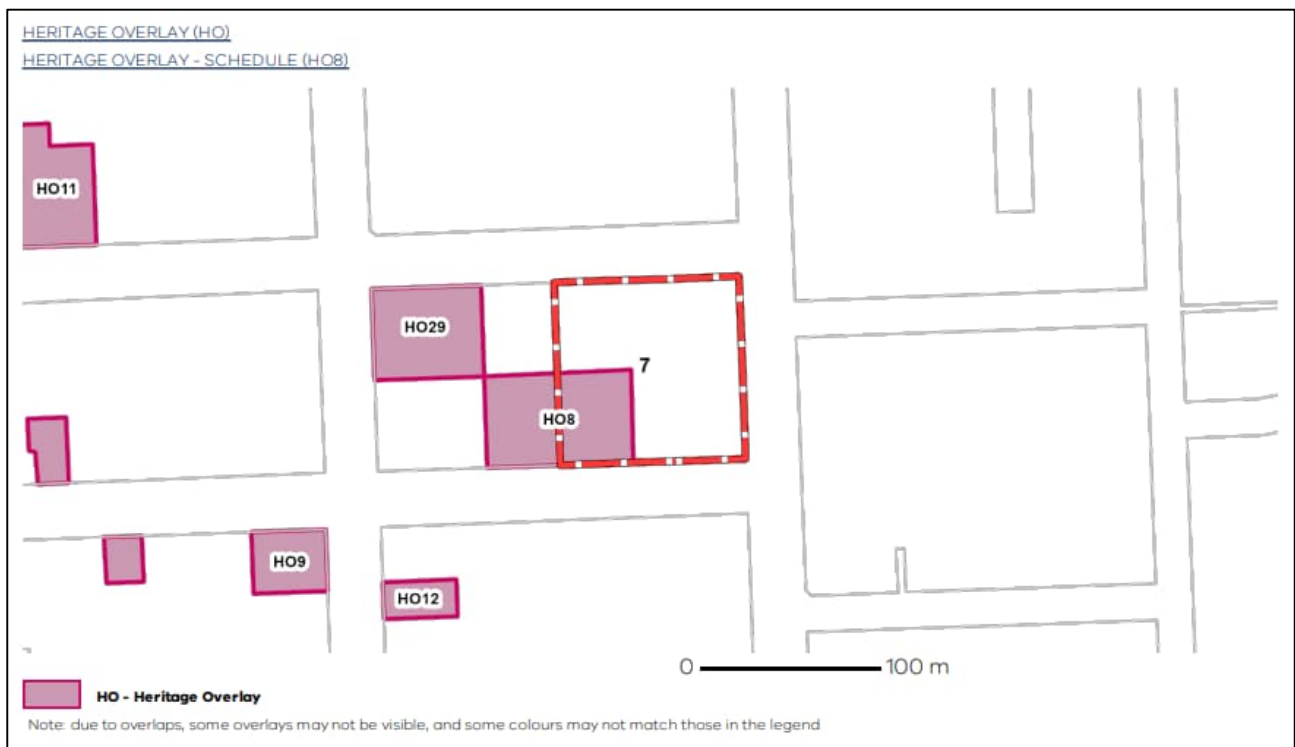 HERITAGE OVERLAY (HO)
HERITAGE OVERLAY - SCHEDULE (HO8)
HO11
HO29
7
HO8
HO9
HO12
0 100 m
HO - Heritage Overlay
Note: due to overlaps, some overlays may not be visible, and some colours may not match those in the legend